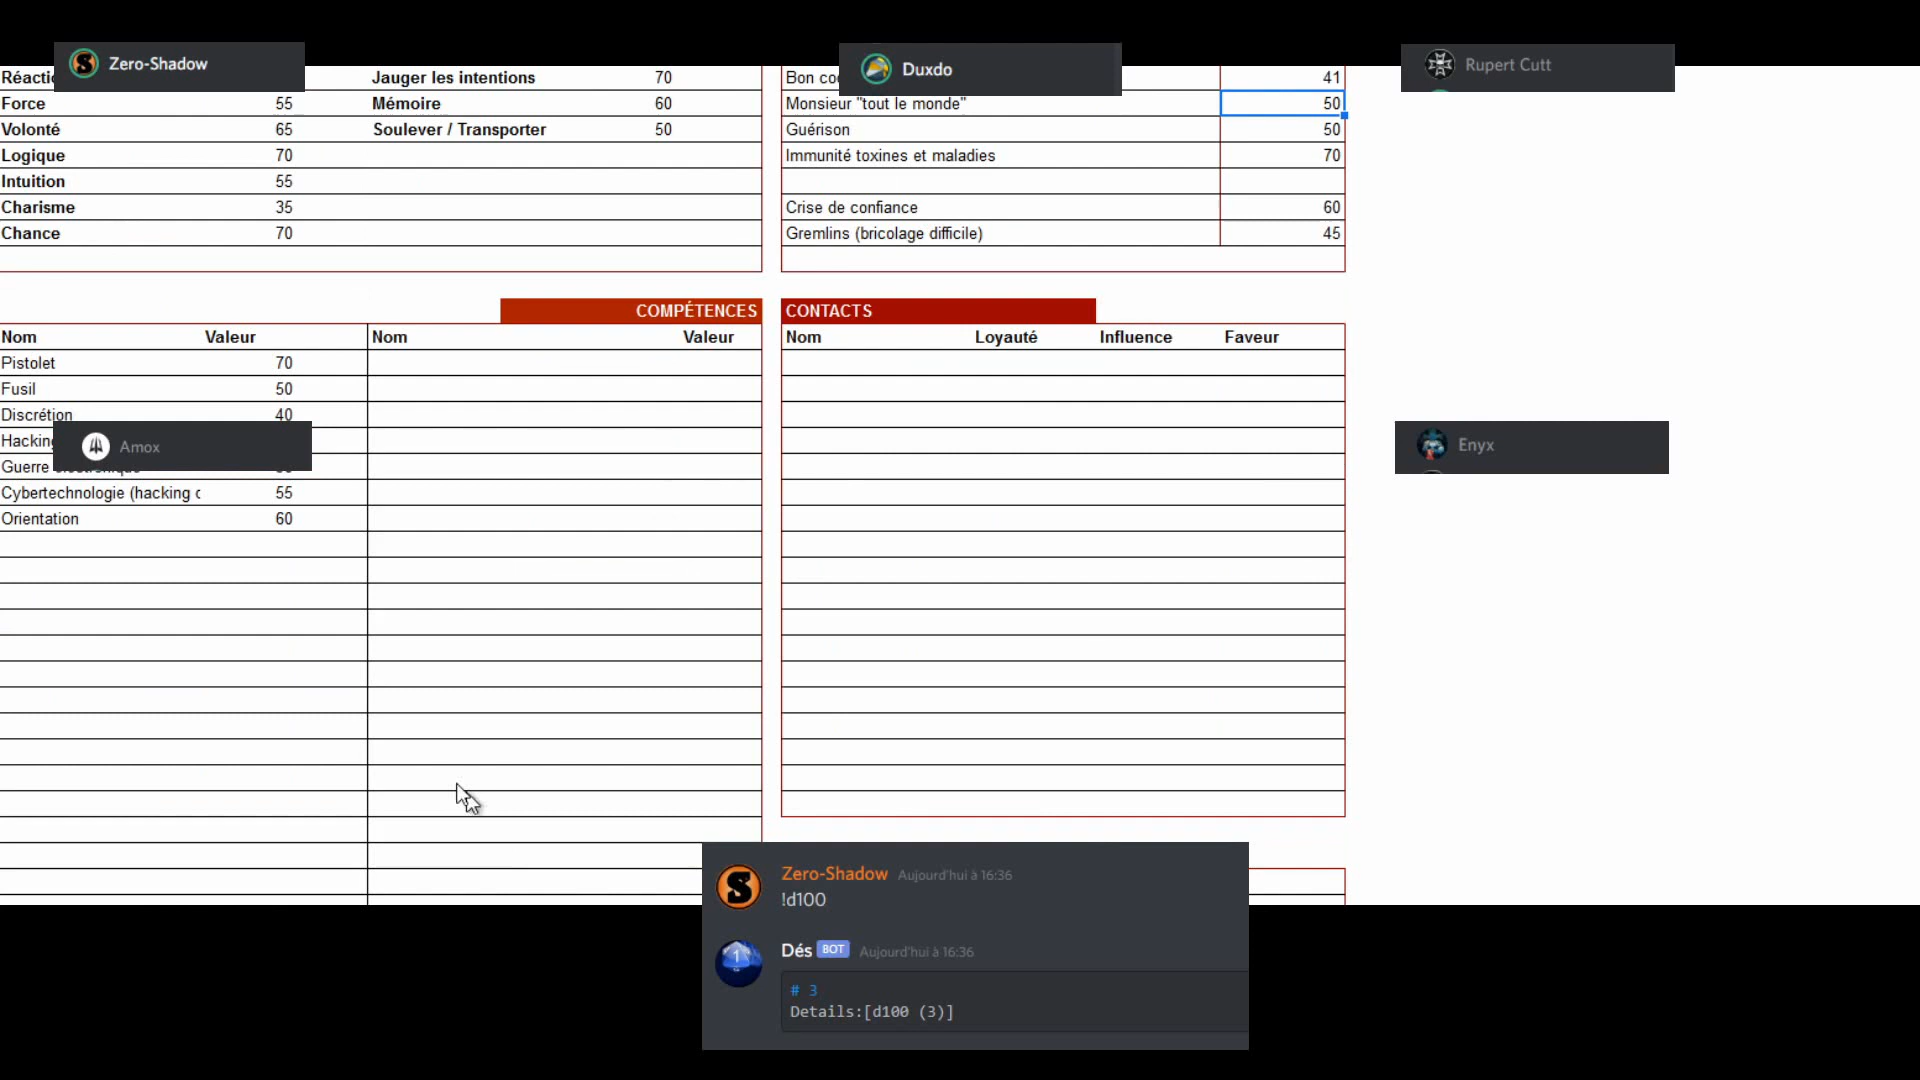 Zero-Shadow
Duxdo
Rupert Cutt
Jauger les intentions 70
41
Force 55 Mémoire 60 Monsieur "tout le monde" 50
Volonté 65 Soulever / Transporter 50 Guérison 50
Logique 70 Immunité toxines et maladies 70
Intuition 55
Charisme 35 Crise de confiance 60
Chance 70 Gremlins (bricolage difficile) 45
COMPÉTENCES CONTACTS
Nom Valeur Nom Valeur Nom Loyauté Influence Faveur
Pistolet 70
Fusil 50
Discrétion 40
Hacking
Amox
Enyx
Guerre
Cybertechnologie (hacking c 55
Orientation 60
Zero-Shadow Aujourd'hui à 16:36
!d100
Dés BOT Aujourd'hui à 16:36
# 3
Details:[d100 (3)]